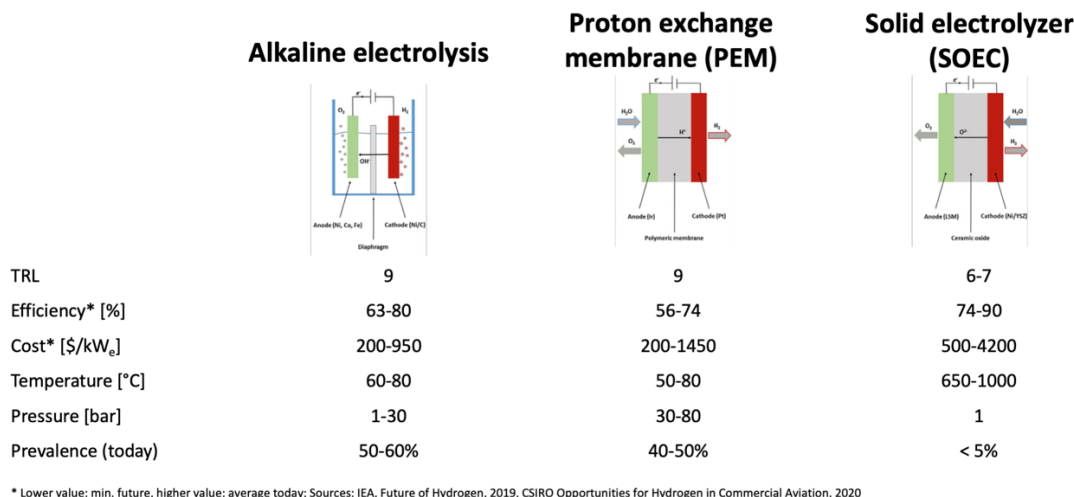 Alkaline electrolysis
Proton exchange
membrane (PEM)
Solid electrolyzer
(SOEC)
e⁻
O₂
H₂
OH⁻
Anode (Ni, Co, Fe)
Cathode (Ni/C)
Diaphragm
e⁻
H₂O
O₂
H⁺
H₂
Anode (Ir)
Cathode (Pt)
Polymeric membrane
e⁻
O₂
O²⁻
H₂O
H₂
Anode (LSM)
Cathode (Ni/YSZ)
Ceramic oxide
TRL 9 9 6-7
Efficiency* [%] 63-80 56-74 74-90
Cost* [$/kWₑ] 200-950 200-1450 500-4200
Temperature [°C] 60-80 50-80 650-1000
Pressure [bar] 1-30 30-80 1
Prevalence (today) 50-60% 40-50% < 5%
* Lower value: min. future, higher value: average today; Sources: IEA, Future of Hydrogen, 2019, CSIRO Opportunities for Hydrogen in Commercial Aviation, 2020